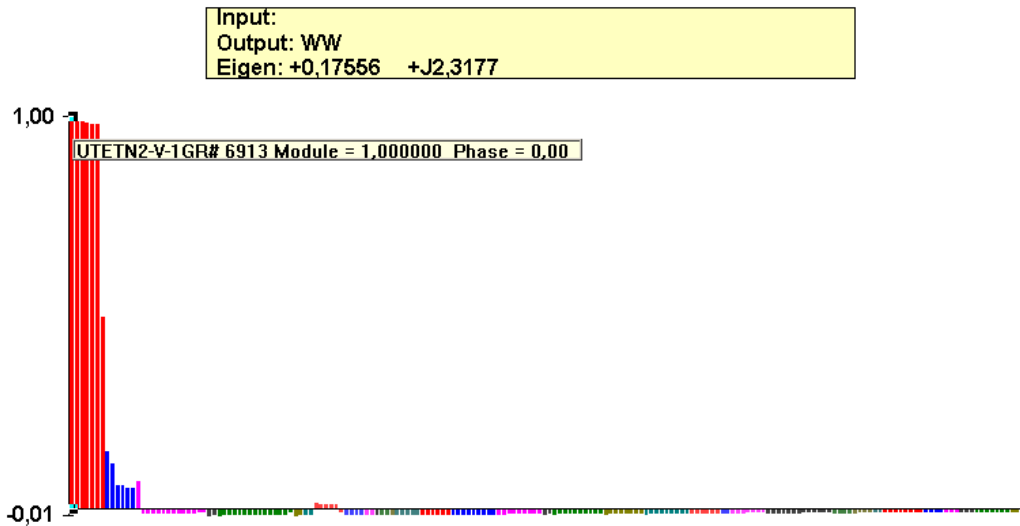 Input:
Output: WW
Eigen: +0,17556 +J2,3177
1,00
UTETN2-V-1GR# 6913 Module = 1,000000 Phase = 0,00
-0,01